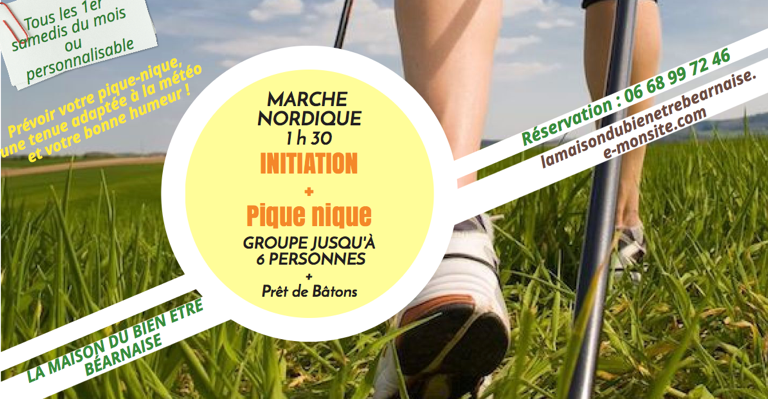 Tous les 1er
samedis du mois
ou
personnalisable
Prévoir votre pique-nique,
une tenue adaptée à la météo
et votre bonne humeur !
MARCHE
NORDIQUE
1 h 30
INITIATION
+
Pique nique
GROUPE JUSQU'À
6 PERSONNES
+
Prêt de Bâtons
Réservation : 06 68 99 72 46
lamaisondubienetrebearnaise.
e-monsite.com
LA MAISON DU BIEN ETRE
BÉARNAISE